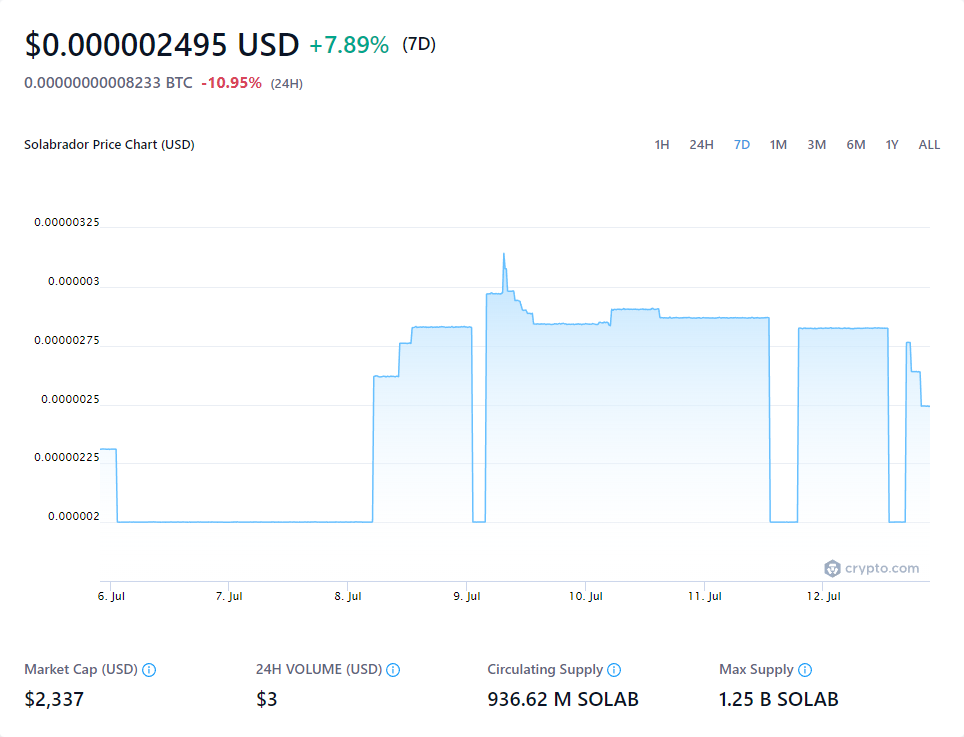 $0.000002495 USD +7.89% (7D)
0.00000000008233 BTC -10.95% (24H)
Solabrador Price Chart (USD) 1H 24H 7D 1M 3M 6M 1Y ALL
0.00000325
0.000003
0.00000275
0.0000025
0.00000225
0.000002
crypto.com
6. Jul 7. Jul 8. Jul 9. Jul 10. Jul 11. Jul 12. Jul
Market Cap (USD) 24H VOLUME (USD) Circulating Supply Max Supply
$2,337 $3 936.62 M SOLAB 1.25 B SOLAB